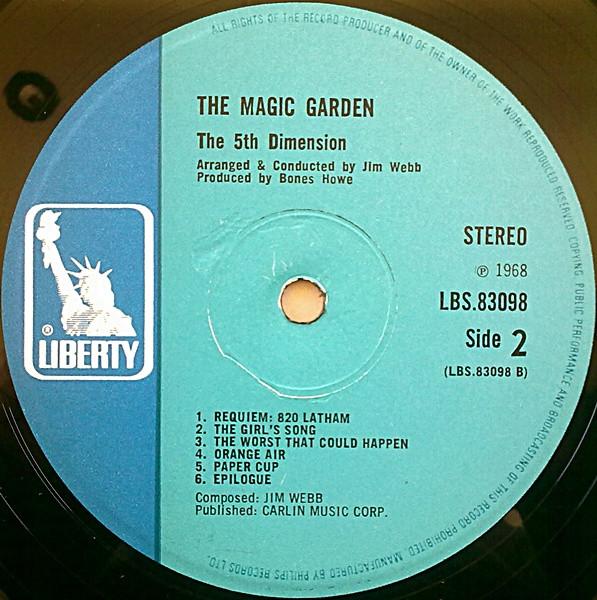 ALL RIGHTS OF THE RECORD PRODUCER AND OF THE OWNER OF THE WORK REPRODUCED RESERVED. COPYING, PUBLIC PERFORMANCE AND BROADCASTING OF THIS RECORD PROHIBITED. MANUFACTURED BY PHILIPS RECORDS LTD.
THE MAGIC GARDEN
The 5th Dimension
Arranged & Conducted by Jim Webb
Produced by Bones Howe
STEREO
℗ 1968
LBS.83098
Side 2
(LBS.83098 B)
®
LIBERTY
1. REQUIEM: 820 LATHAM
2. THE GIRL'S SONG
3. THE WORST THAT COULD HAPPEN
4. ORANGE AIR
5. PAPER CUP
6. EPILOGUE
Composed: JIM WEBB
Published: CARLIN MUSIC CORP.